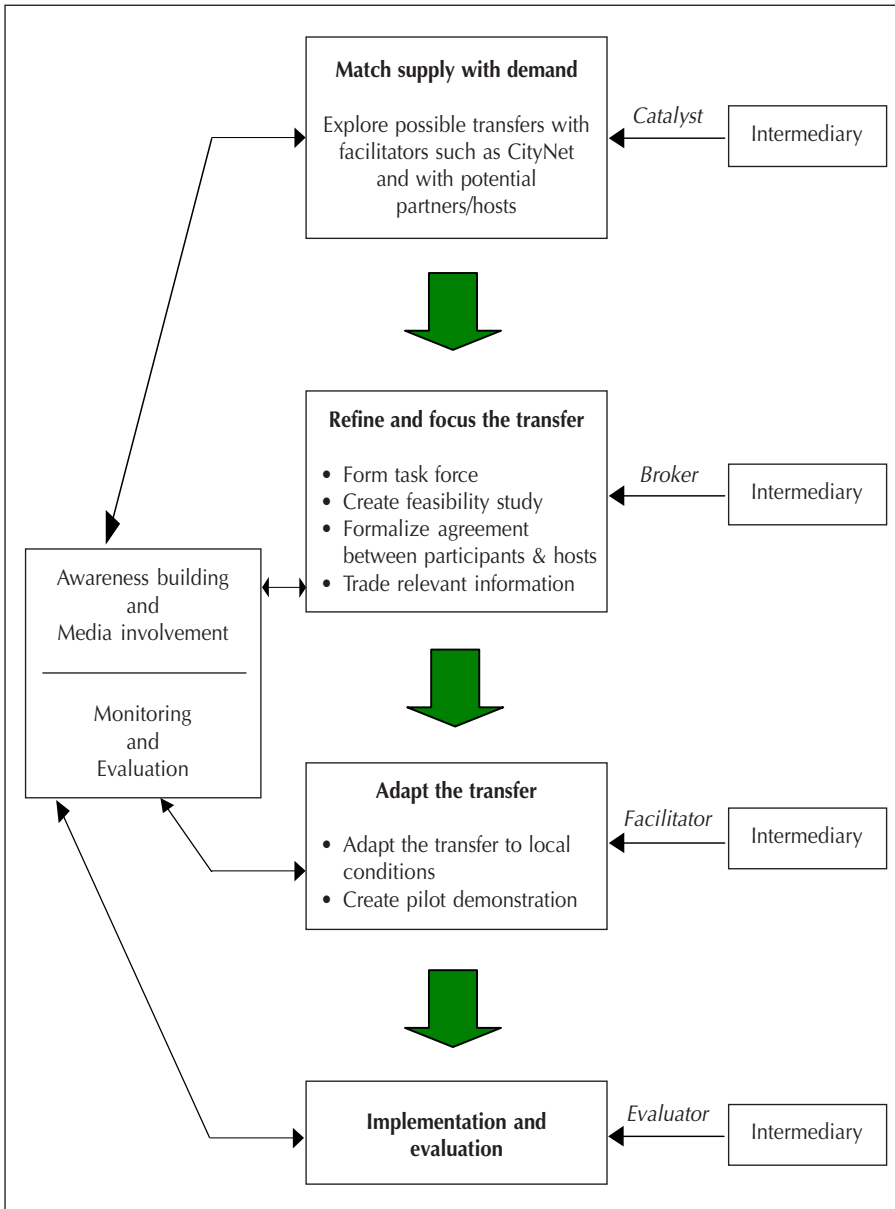 Match supply with demand
Explore possible transfers with
facilitators such as CityNet
and with potential
partners/hosts
Catalyst
Intermediary
Refine and focus the transfer
• Form task force
• Create feasibility study
• Formalize agreement
between participants & hosts
• Trade relevant information
Broker
Intermediary
Awareness building
and
Media involvement
Monitoring
and
Evaluation
Adapt the transfer
• Adapt the transfer to local
conditions
• Create pilot demonstration
Facilitator
Intermediary
Implementation and
evaluation
Evaluator
Intermediary